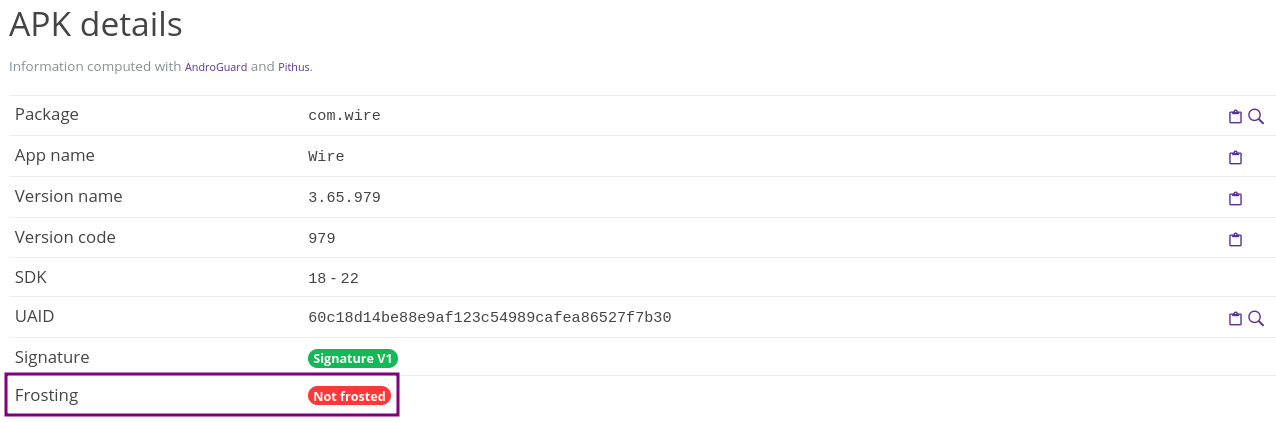 APK details
Information computed with AndroGuard and Pithus.
Package com.wire
App name Wire
Version name 3.65.979
Version code 979
SDK 18 - 22
UAID 60c18d14be88e9af123c54989cafea86527f7b30
Signature Signature V1
Frosting Not frosted